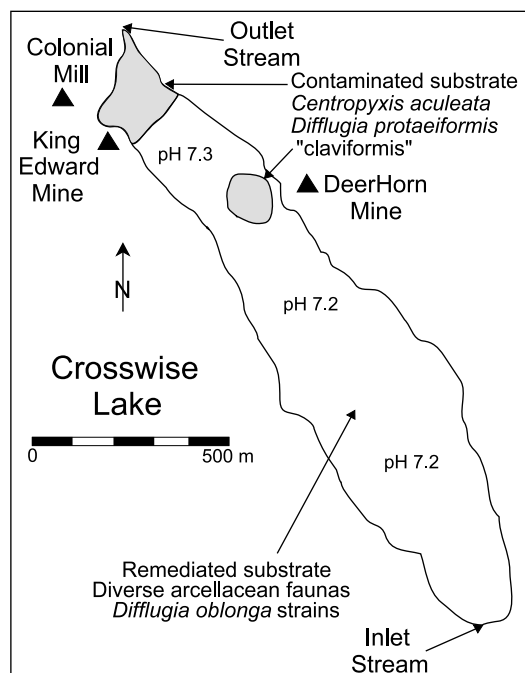 Outlet
Stream
Colonial
Mill
Contaminated substrate
Centropyxis aculeata
Difflugia protaeiformis
"claviformis"
King
Edward
Mine
pH 7.3
DeerHorn
Mine
N
pH 7.2
Crosswise
Lake
0 500 m
pH 7.2
Remediated substrate
Diverse arcellacean faunas
Difflugia oblonga strains
Inlet
Stream